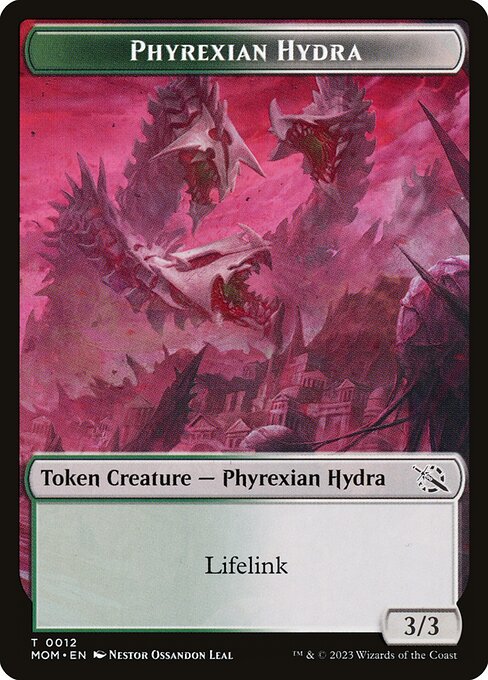 Phyrexian Hydra
Token Creature — Phyrexian Hydra
Lifelink
3/3
T 0012
MOM • EN Nestor Ossandon Leal
™ & © 2023 Wizards of the Coast